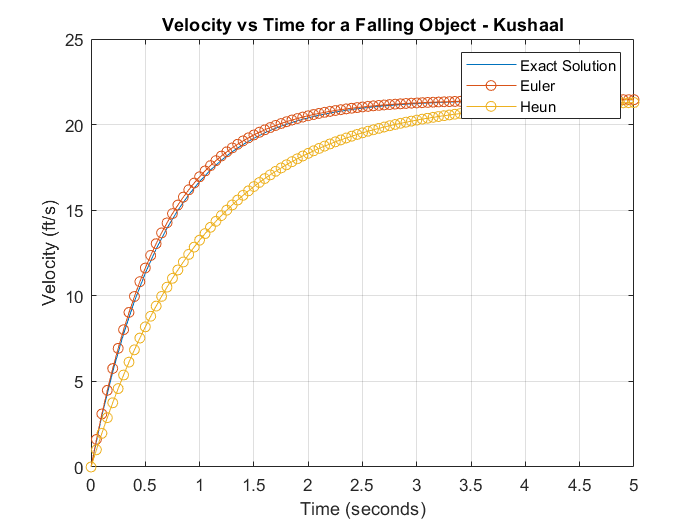 Velocity vs Time for a Falling Object - Kushaal
25
20
15
10
5
0
Velocity (ft/s)
Exact Solution
Euler
Heun
0 0.5 1 1.5 2 2.5 3 3.5 4 4.5 5
Time (seconds)